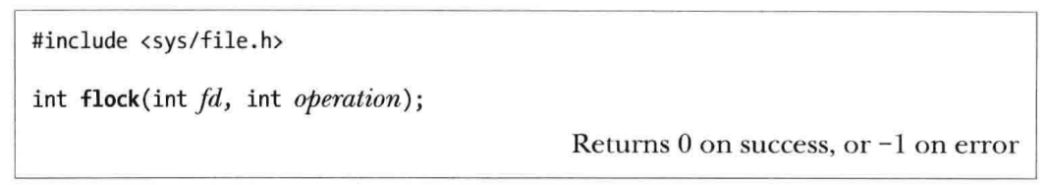 #include <sys/file.h>
int flock(int fd, int operation);
Returns 0 on success, or −1 on error